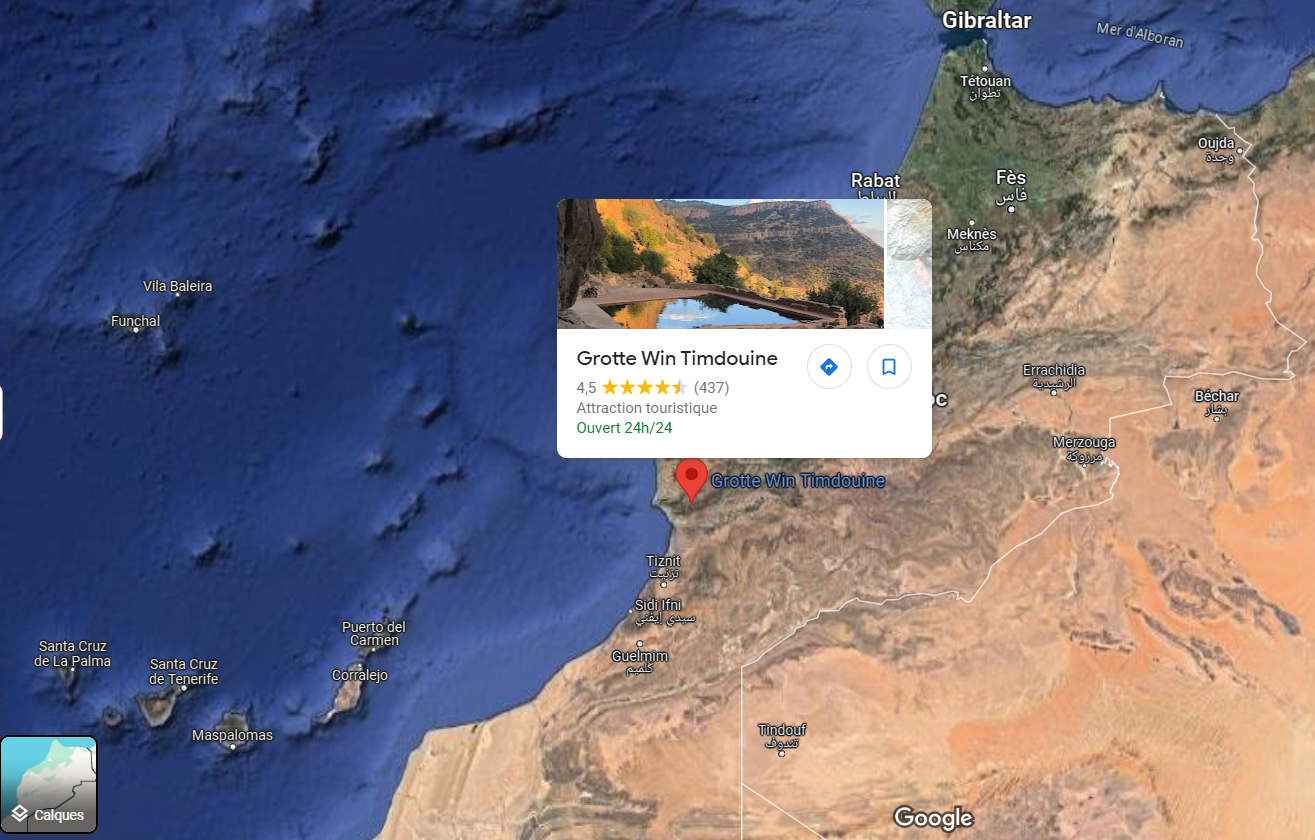 Gibraltar
Mer d'Alboran
Tétouan
تطوان
Oujda
وجدة
Rabat
الرباط
Fès
فاس
Meknès
مكناس
Vila Baleira
Funchal
Grotte Win Timdouine
4,5 (437)
Attraction touristique
Ouvert 24h/24
Errachidia
الرشيدية
Béchar
بشار
oc
Merzouga
مرزوكة
Grotte Win Timdouine
Tiznit
تزنيت
Sidi Ifni
سيدي إيفني
Puerto del
Carmen
Santa Cruz
de La Palma
Santa Cruz
de Tenerife
Corralejo
Guelmim
كلميم
Maspalomas
Tindouf
تندوف
Calques
Google